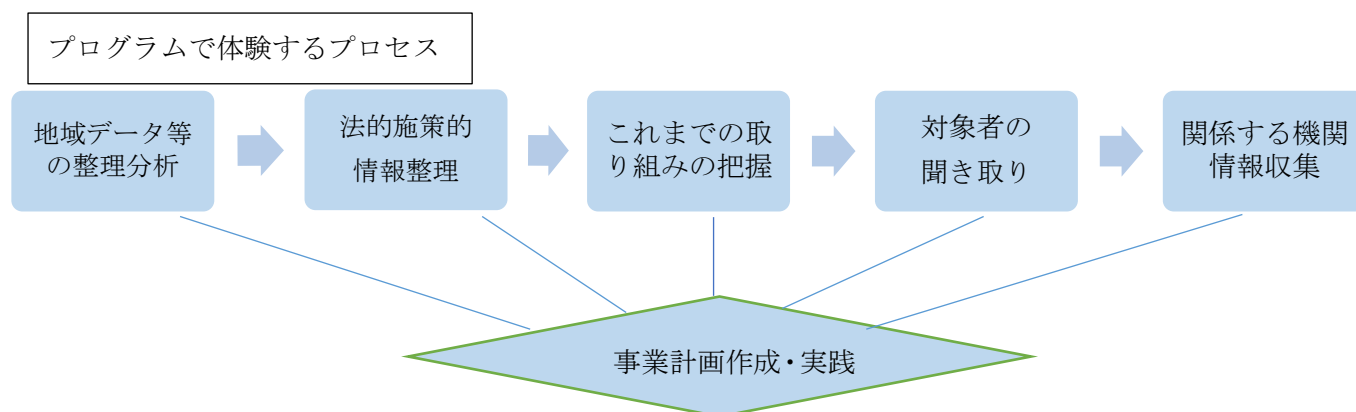 プログラムで体験するプロセス
地域データ等
の整理分析
法的施策的
情報整理
これまでの取
り組みの把握
対象者の
聞き取り
関係する機関
情報収集
事業計画作成・実践